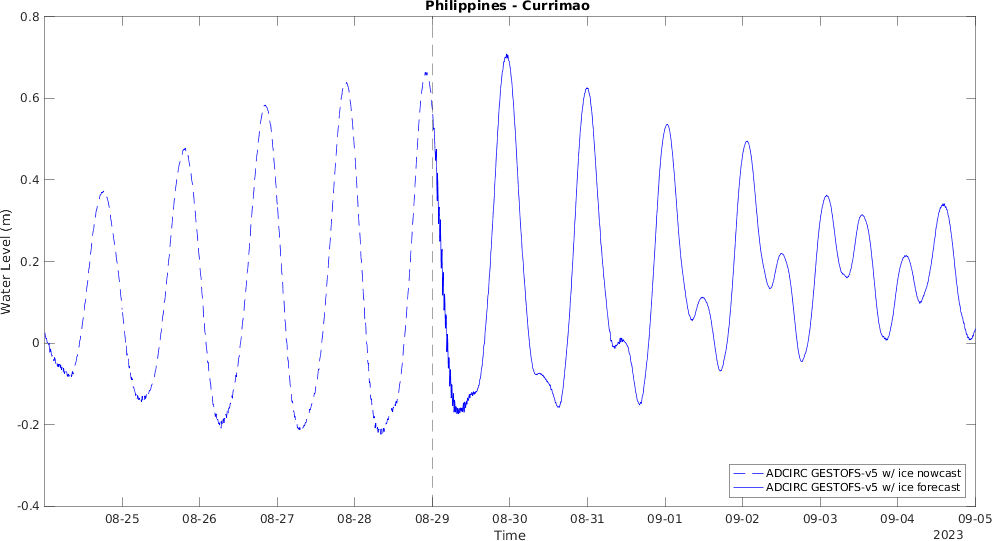 Philippines - Currimao
0.8
0.6
0.4
0.2
0
-0.2
-0.4
Water Level (m)
08-25 08-26 08-27 08-28 08-29 08-30 08-31 09-01 09-02 09-03 09-04 09-05
Time
2023
ADCIRC GESTOFS-v5 w/ ice nowcast
ADCIRC GESTOFS-v5 w/ ice forecast